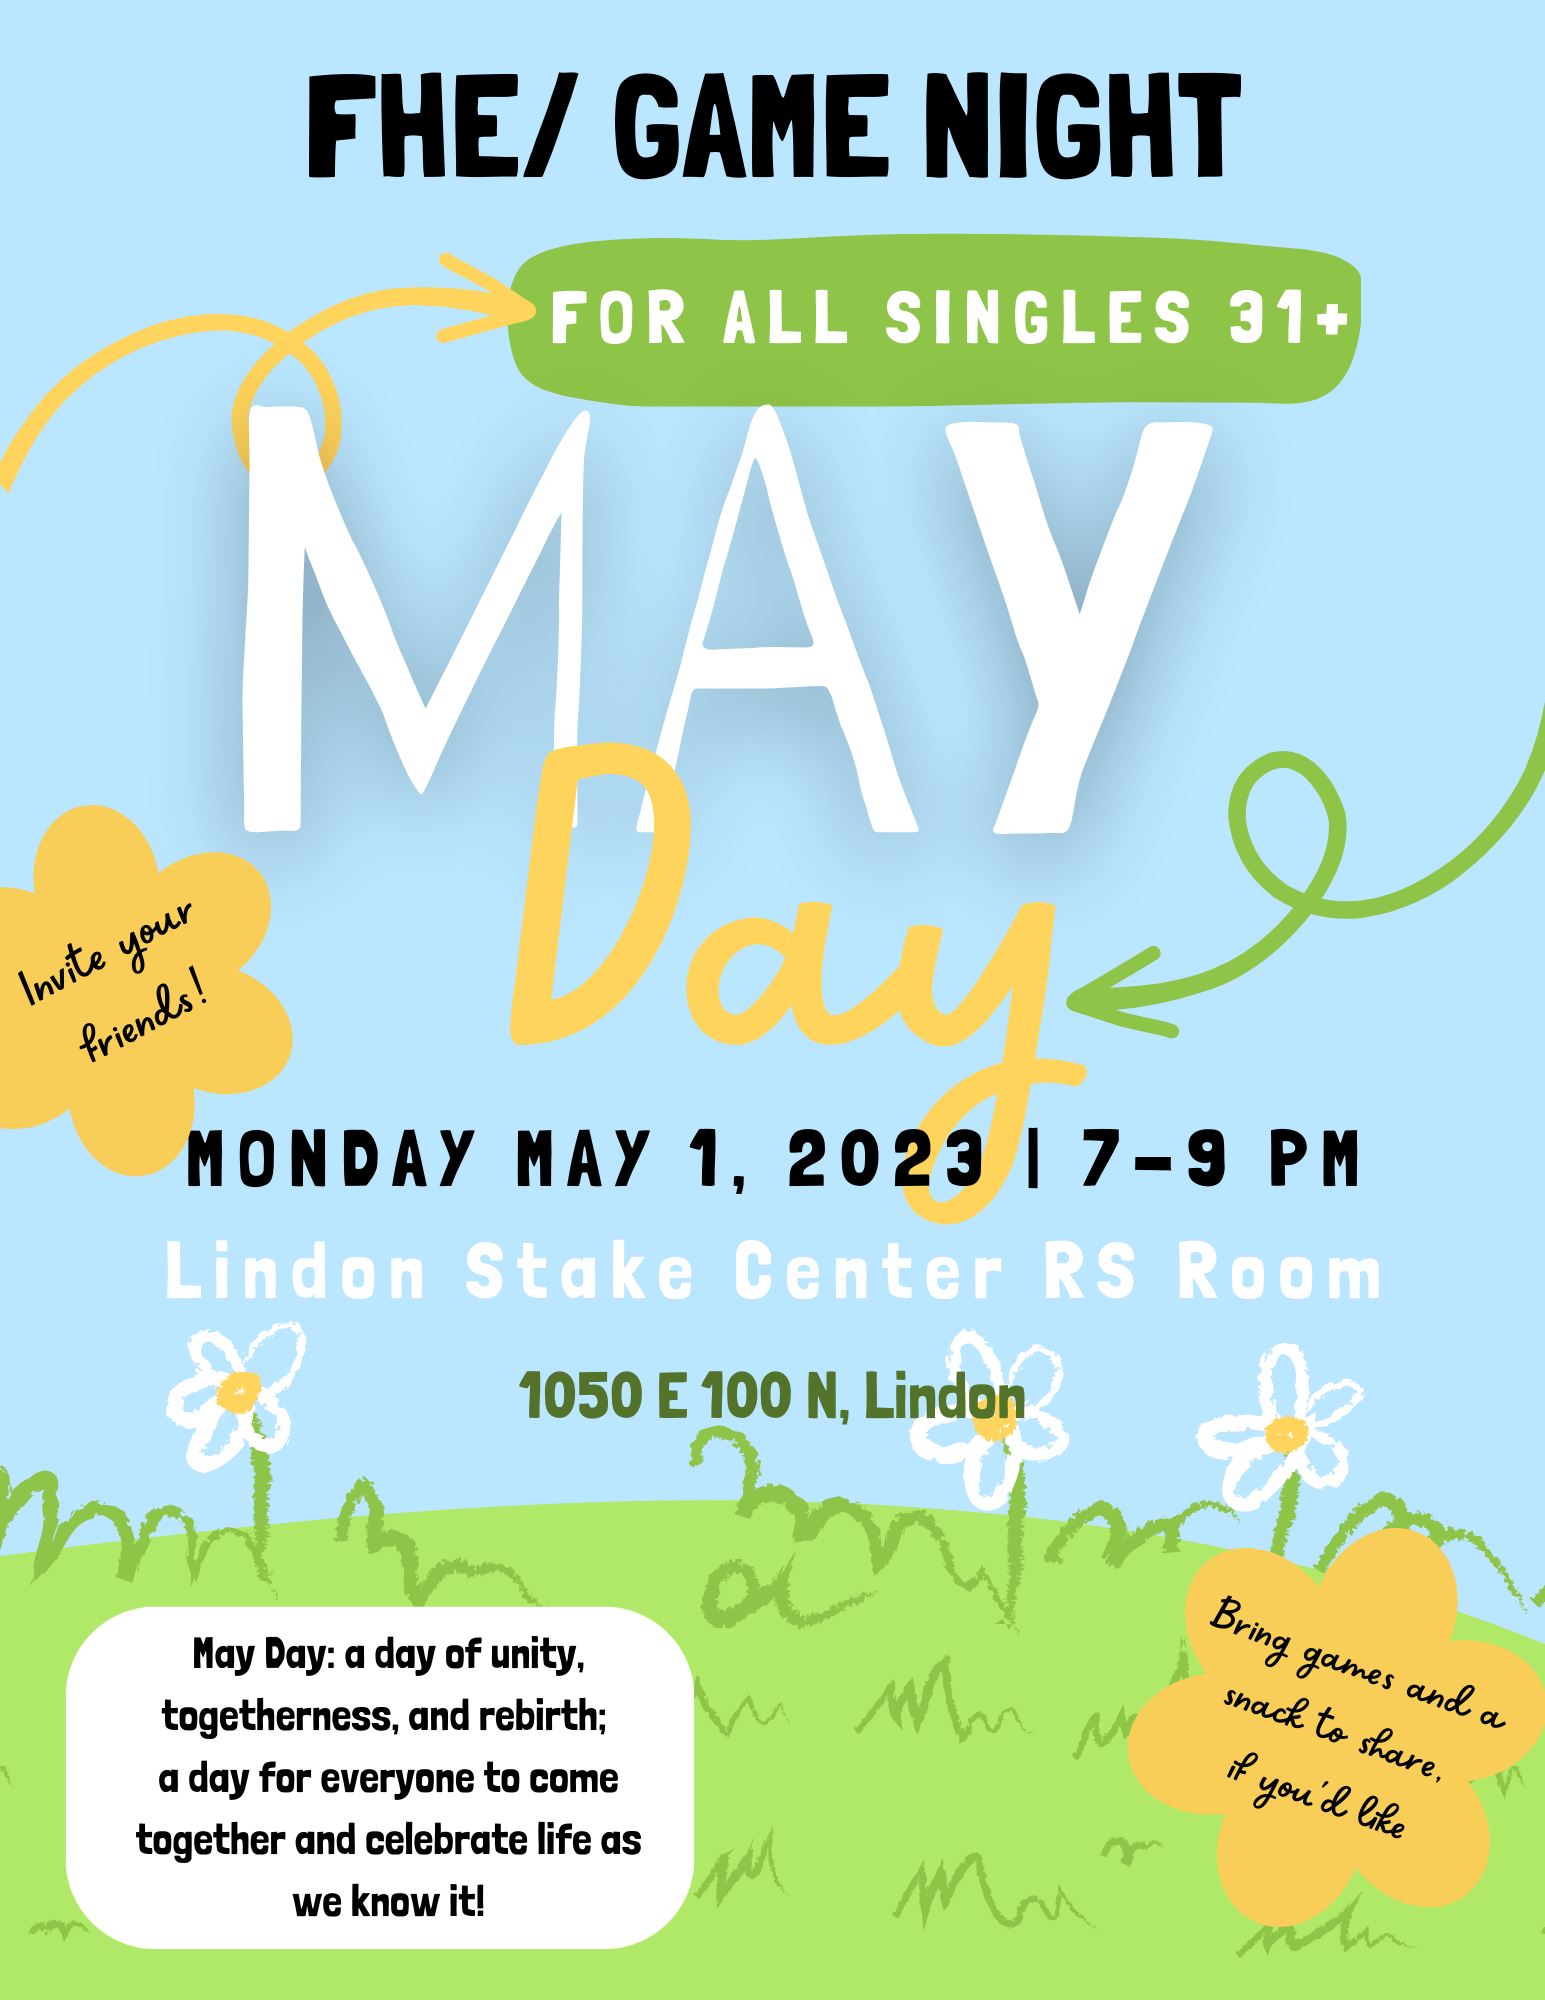 FHE/ GAME NIGHT
FOR ALL SINGLES 31+
MAY
Day
Invite your
friends!
MONDAY MAY 1, 2023 | 7-9 PM
Lindon Stake Center RS Room
1050 E 100 N, Lindon
May Day: a day of unity,
togetherness, and rebirth;
a day for everyone to come
together and celebrate life as
we know it!
Bring games and a
snack to share,
if you'd like